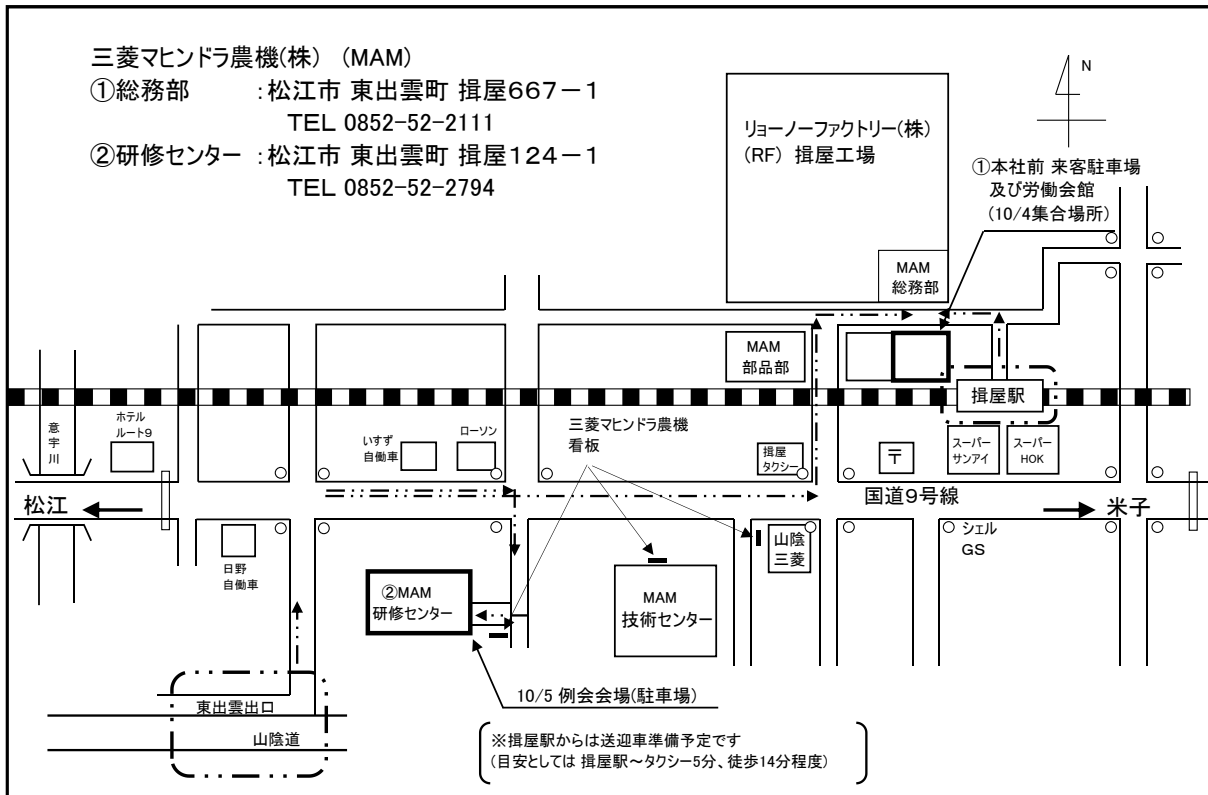 三菱マヒンドラ農機(株) (MAM)
①総務部 :松江市 東出雲町 揖屋667-1
TEL 0852-52-2111
②研修センター :松江市 東出雲町 揖屋124-1
TEL 0852-52-2794
N
リョーノーファクトリー(株)
(RF) 揖屋工場
①本社前 来客駐車場
及び労働会館
(10/4集合場所)
MAM
総務部
MAM
部品部
揖屋駅
意宇川
ホテル
ルート9
いすず
自働車
ローソン
三菱マヒンドラ農機
看板
揖屋
タクシー
〒
スーパー
サンアイ
スーパー
HOK
松江
国道9号線
米子
日野
自働車
②MAM
研修センター
MAM
技術センター
山陰
三菱
シェル
GS
10/5 例会会場(駐車場)
東出雲出口
山陰道
※揖屋駅からは送迎車準備予定です
(目安としては 揖屋駅~タクシー5分、徒歩14分程度)